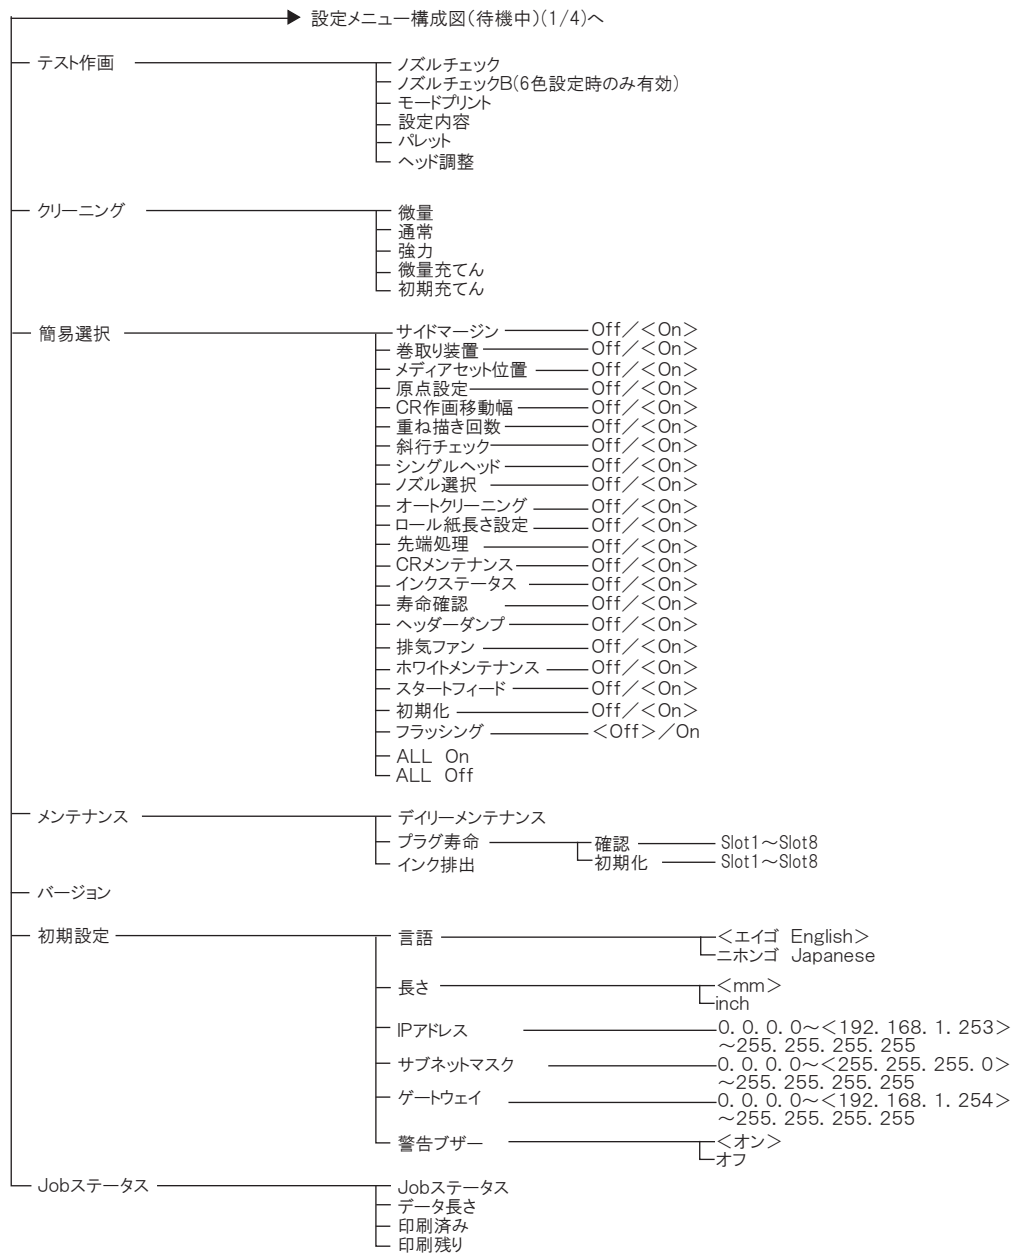 設定メニュー構成図(待機中)(1/4)へ
テスト作画
ノズルチェック
ノズルチェックB(6色設定時のみ有効)
モードプリント
設定内容
パレット
ヘッド調整
クリーニング
微量
通常
強力
微量充てん
初期充てん
簡易選択
サイドマージン Off/<On>
巻取り装置 Off/<On>
メディアセット位置 Off/<On>
原点設定 Off/<On>
CR作画移動幅 Off/<On>
重ね描き回数 Off/<On>
斜行チェック Off/<On>
シングルヘッド Off/<On>
ノズル選択 Off/<On>
オートクリーニング Off/<On>
ロール紙長さ設定 Off/<On>
先端処理 Off/<On>
CRメンテナンス Off/<On>
インクステータス Off/<On>
寿命確認 Off/<On>
ヘッダーダンプ Off/<On>
排気ファン Off/<On>
ホワイトメンテナンス Off/<On>
スタートフィード Off/<On>
初期化 Off/<On>
フラッシング <Off>/On
ALL On
ALL Off
メンテナンス
デイリーメンテナンス
プラグ寿命 確認 Slot1~Slot8
初期化 Slot1~Slot8
インク排出
バージョン
初期設定
言語 <エイゴ English>
ニホンゴ Japanese
長さ <mm>
inch
IPアドレス 0.0.0.0~<192.168.1.253>
~255.255.255.255
サブネットマスク 0.0.0.0~<255.255.255.0>
~255.255.255.255
ゲートウェイ 0.0.0.0~<192.168.1.254>
~255.255.255.255
警告ブザー <オン>
オフ
Jobステータス
Jobステータス
データ長さ
印刷済み
印刷残り